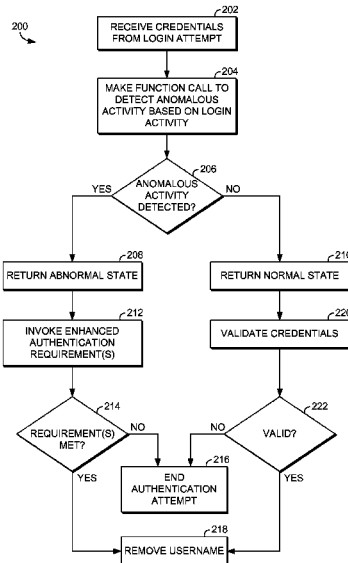 200
202
RECEIVE CREDENTIALS
FROM LOGIN ATTEMPT
204
MAKE FUNCTION CALL TO
DETECT ANOMALOUS
ACTIVITY BASED ON LOGIN
ACTIVITY
206
YES
ANOMALOUS
ACTIVITY
DETECTED?
NO
208
RETURN ABNORMAL STATE
210
RETURN NORMAL STATE
212
INVOKE ENHANCED
AUTHENTICATION
REQUIREMENT(S)
220
VALIDATE CREDENTIALS
214
REQUIREMENT(S)
MET?
NO
YES
222
VALID?
NO
YES
216
END
AUTHENTICATION
ATTEMPT
218
REMOVE USERNAME